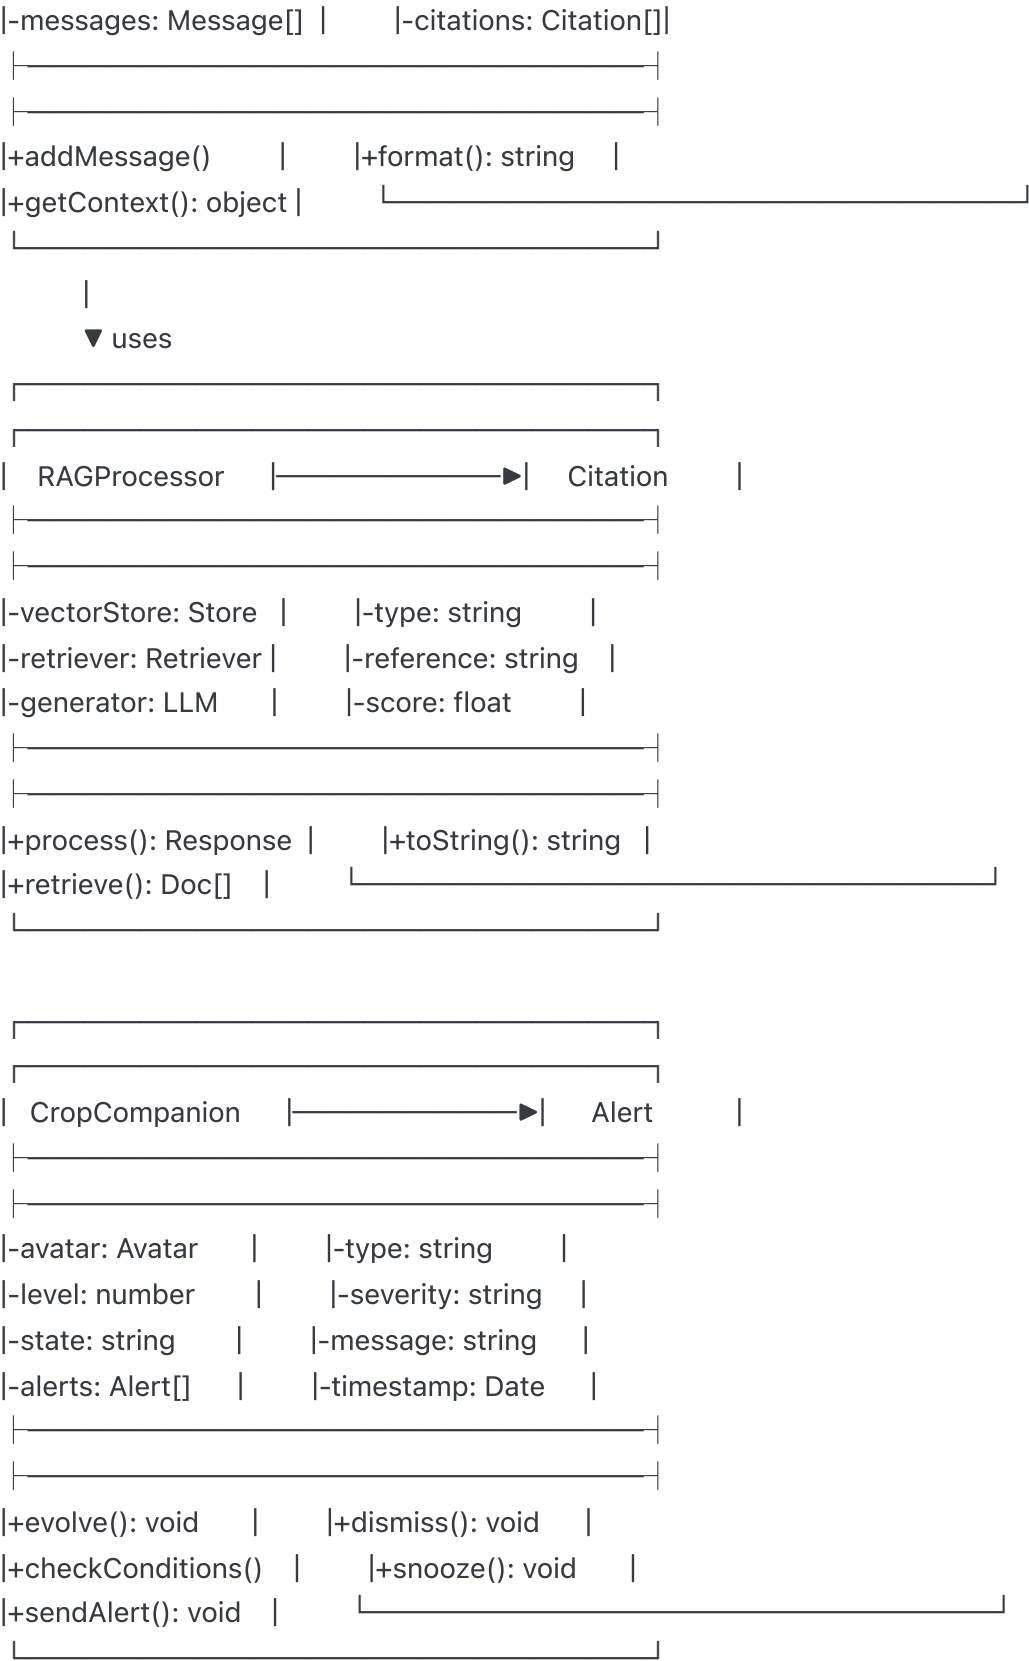 |-messages: Message[] | |-citations: Citation[]|
├──────────────────────┤
├──────────────────────┤
|+addMessage() | |+format(): string |
|+getContext(): object | └──────────────────────┘
└──────────────────────┘
|
▼ uses
┌──────────────────────┐
┌──────────────────────┐
| RAGProcessor |────────▶| Citation |
├──────────────────────┤
├──────────────────────┤
|-vectorStore: Store | |-type: string |
|-retriever: Retriever | |-reference: string |
|-generator: LLM | |-score: float |
├──────────────────────┤
├──────────────────────┤
|+process(): Response | |+toString(): string |
|+retrieve(): Doc[] | └──────────────────────┘
└──────────────────────┘
┌──────────────────────┐
┌──────────────────────┐
| CropCompanion |────────▶| Alert |
├──────────────────────┤
├──────────────────────┤
|-avatar: Avatar | |-type: string |
|-level: number | |-severity: string |
|-state: string | |-message: string |
|-alerts: Alert[] | |-timestamp: Date |
├──────────────────────┤
├──────────────────────┤
|+evolve(): void | |+dismiss(): void |
|+checkConditions() | |+snooze(): void |
|+sendAlert(): void | └──────────────────────┘
└──────────────────────┘